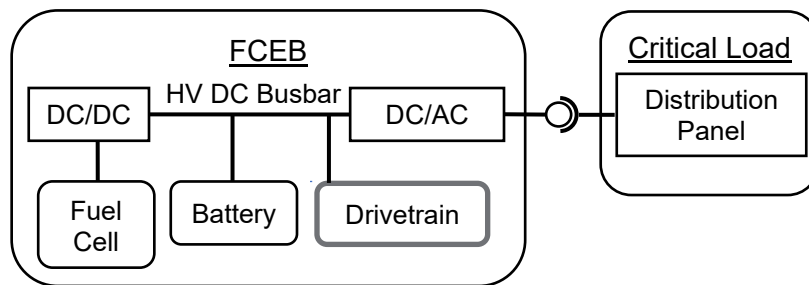 FCEB
Critical Load
HV DC Busbar
DC/DC
DC/AC
Distribution
Panel
Fuel
Cell
Battery
Drivetrain